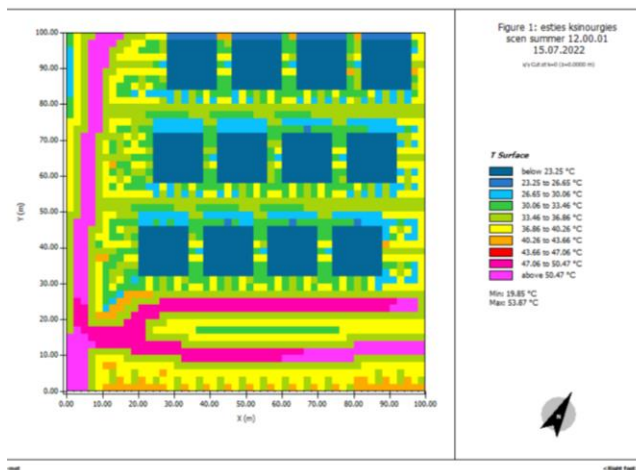 Figure 1: esties ksinourgies
scen summer 12.00.01
15.07.2022
x/y Cut at k=0 (z=0.0000 m)
100.00
90.00
80.00
70.00
60.00
50.00
40.00
30.00
20.00
10.00
0.00
Y (m)
0.00 10.00 20.00 30.00 40.00 50.00 60.00 70.00 80.00 90.00 100.00
X (m)
T Surface
below 23.25 °C
23.25 to 26.65 °C
26.65 to 30.06 °C
30.06 to 33.46 °C
33.46 to 36.86 °C
36.86 to 40.26 °C
40.26 to 43.66 °C
43.66 to 47.06 °C
47.06 to 50.47 °C
above 50.47 °C
Min: 19.85 °C
Max: 53.87 °C
N